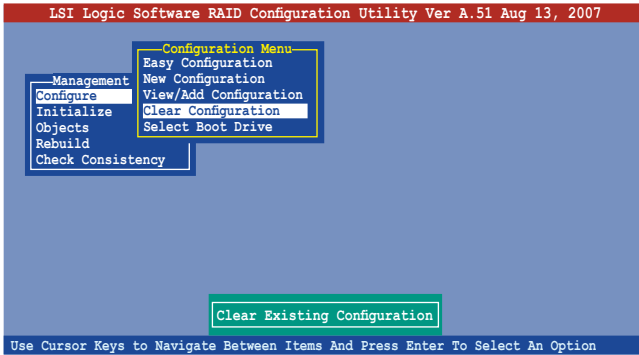 LSI Logic Software RAID Configuration Utility Ver A.51 Aug 13, 2007
Configuration Menu
Easy Configuration
New Configuration
View/Add Configuration
Clear Configuration
Select Boot Drive
Management
Configure
Initialize
Objects
Rebuild
Check Consistency
Clear Existing Configuration
Use Cursor Keys to Navigate Between Items And Press Enter To Select An Option